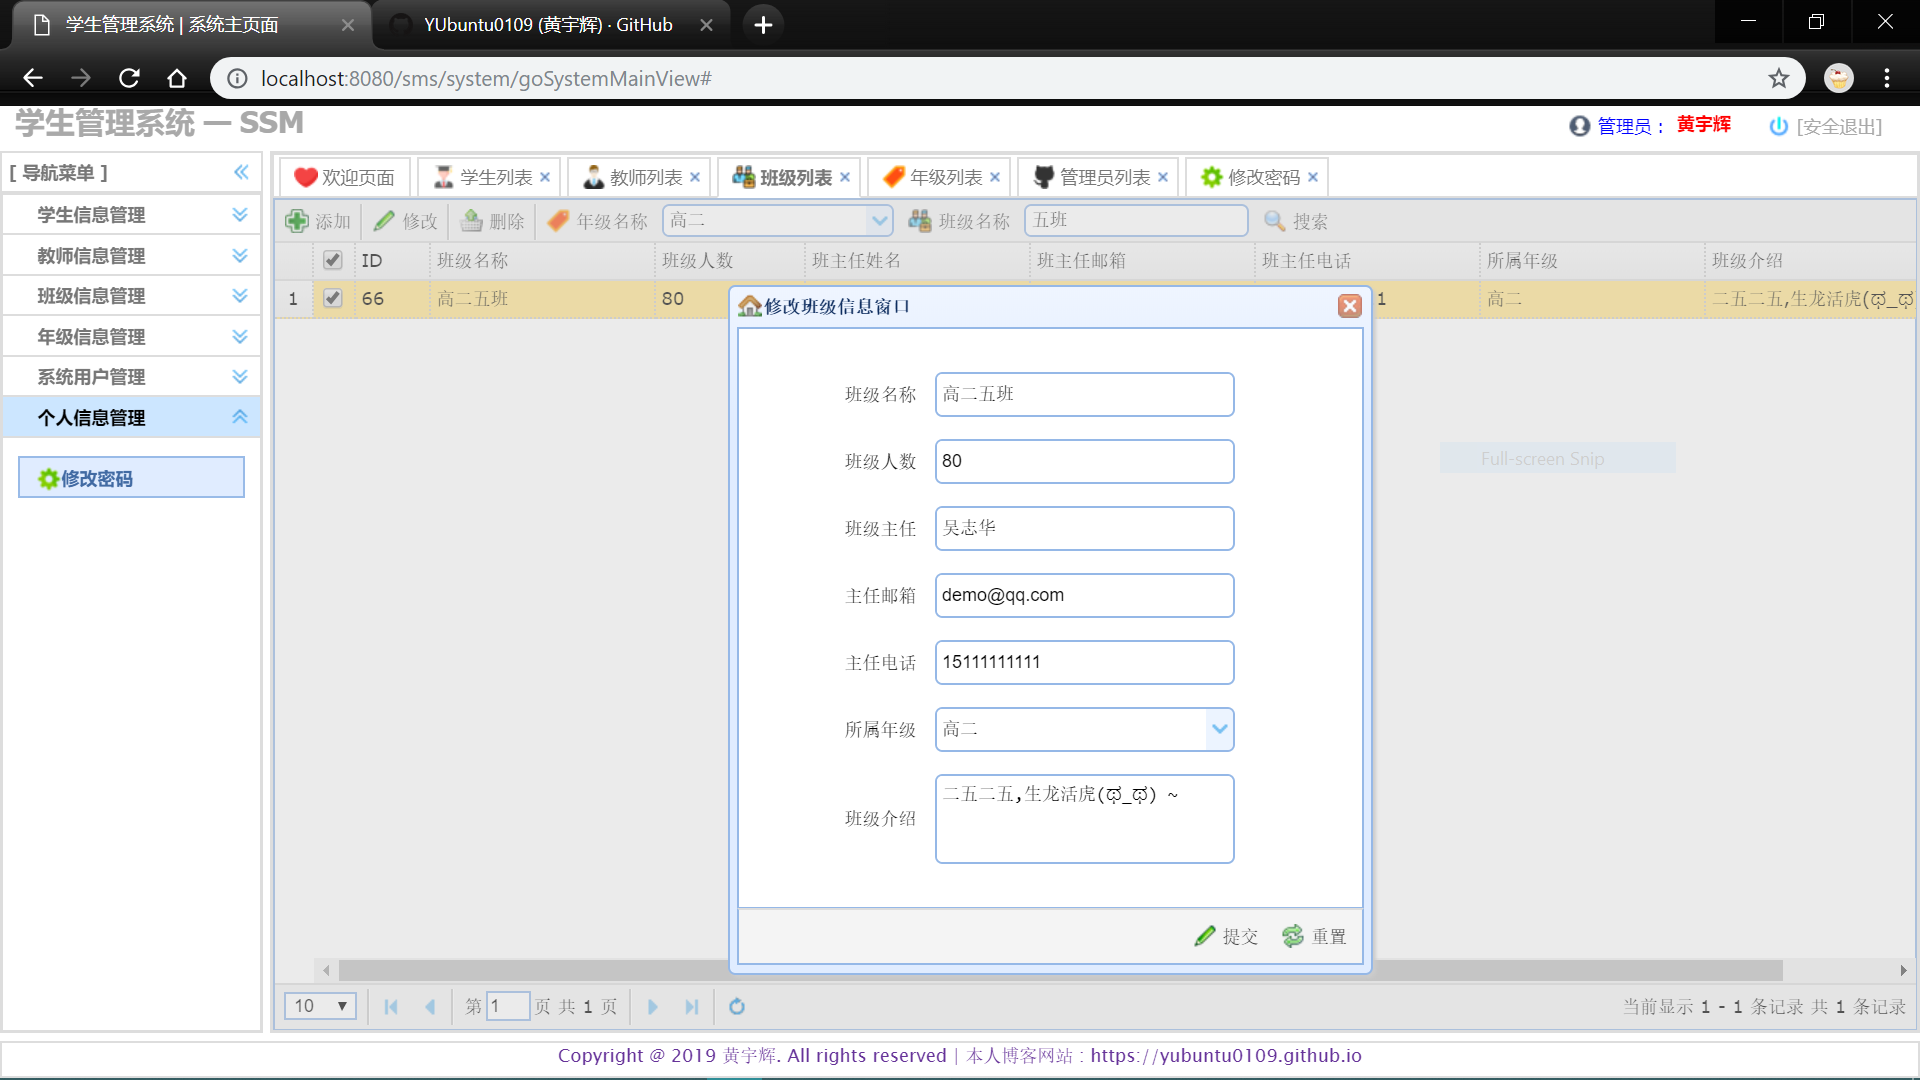 学生管理系统 | 系统主页面
YUbuntu0109 (黄宇辉) · GitHub
localhost:8080/sms/system/goSystemMainView#
学生管理系统 — SSM
管理员：
黄宇辉
[安全退出]
[ 导航菜单 ]
学生信息管理
教师信息管理
班级信息管理
年级信息管理
系统用户管理
个人信息管理
修改密码
欢迎页面
学生列表
教师列表
班级列表
年级列表
管理员列表
修改密码
添加
修改
删除
年级名称
高二
班级名称
五班
搜索
ID 班级名称 班级人数 班主任姓名 班主任邮箱 班主任电话 所属年级 班级介绍
1 66 高二五班 80 1 高二 二五二五,生龙活虎(ಥ_ಥ
修改班级信息窗口
班级名称 高二五班
班级人数 80
班级主任 吴志华
主任邮箱 demo@qq.com
主任电话 15111111111
所属年级 高二
班级介绍 二五二五,生龙活虎(ಥ_ಥ) ~
提交
重置
Full-screen Snip
10
第 1 页 共 1 页
当前显示 1 - 1 条记录 共 1 条记录
Copyright @ 2019 黄宇辉. All rights reserved | 本人博客网站 : https://yubuntu0109.github.io